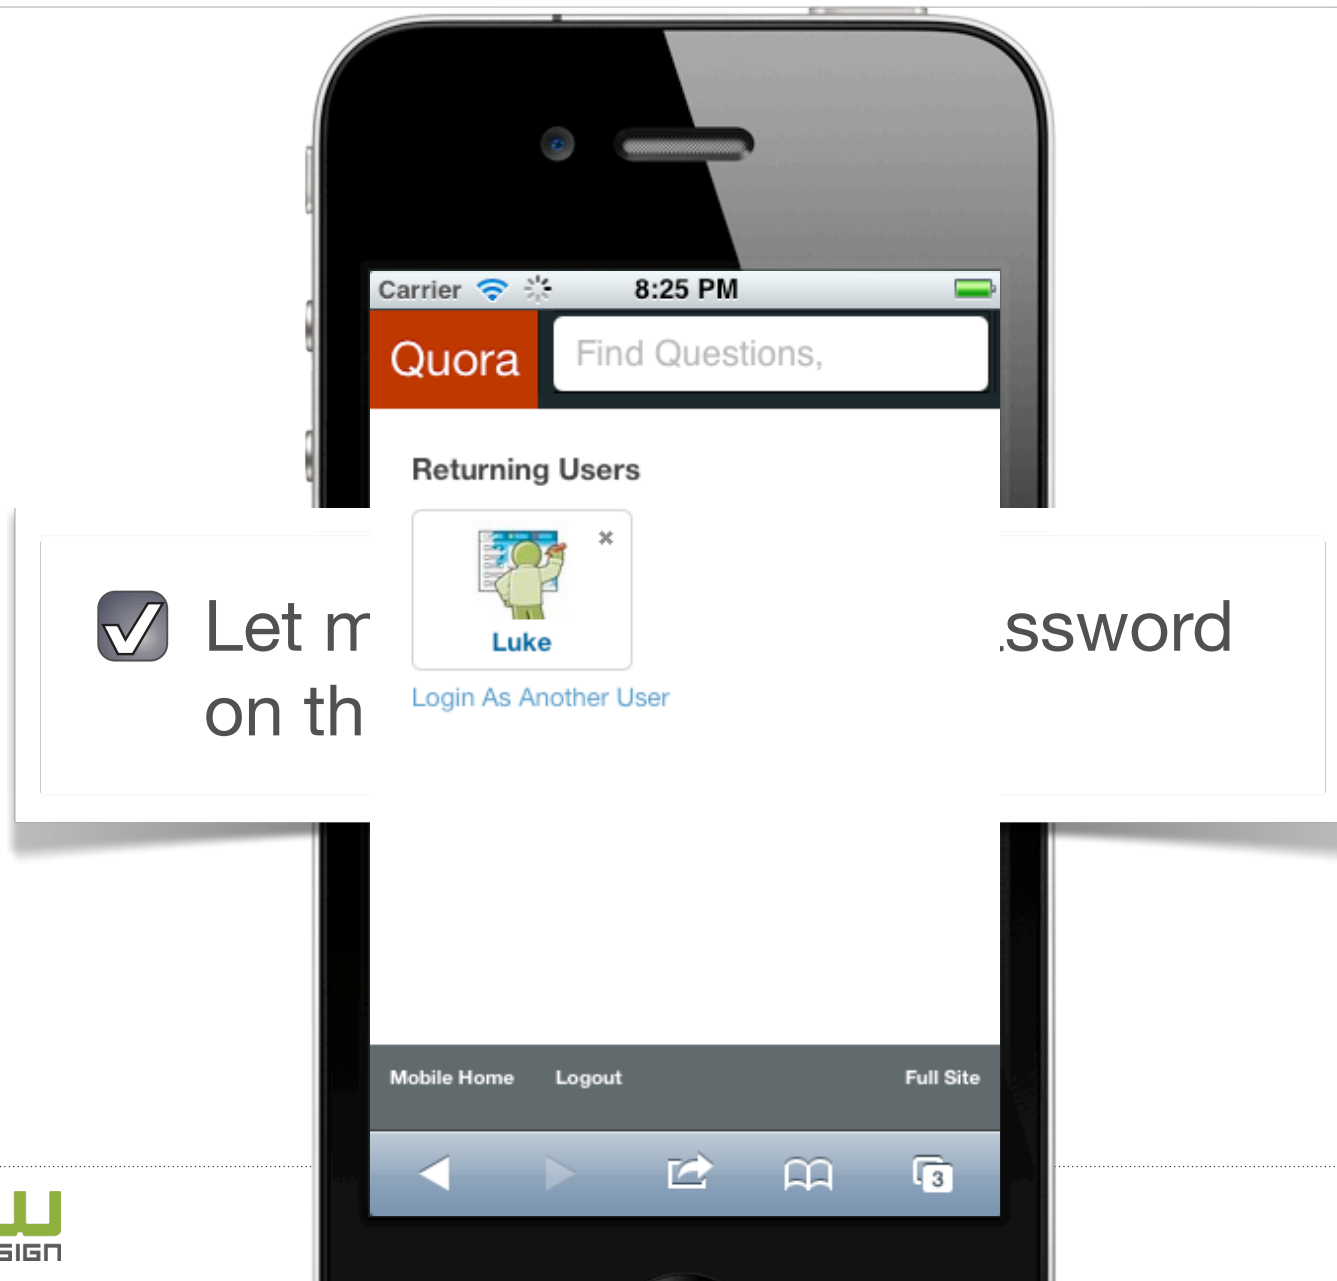 Carrier 8:25 PM
Quora Find Questions,
Returning Users
Luke
Let m ssword
on th
Login As Another User
Mobile Home Logout Full Site
3
SIGN